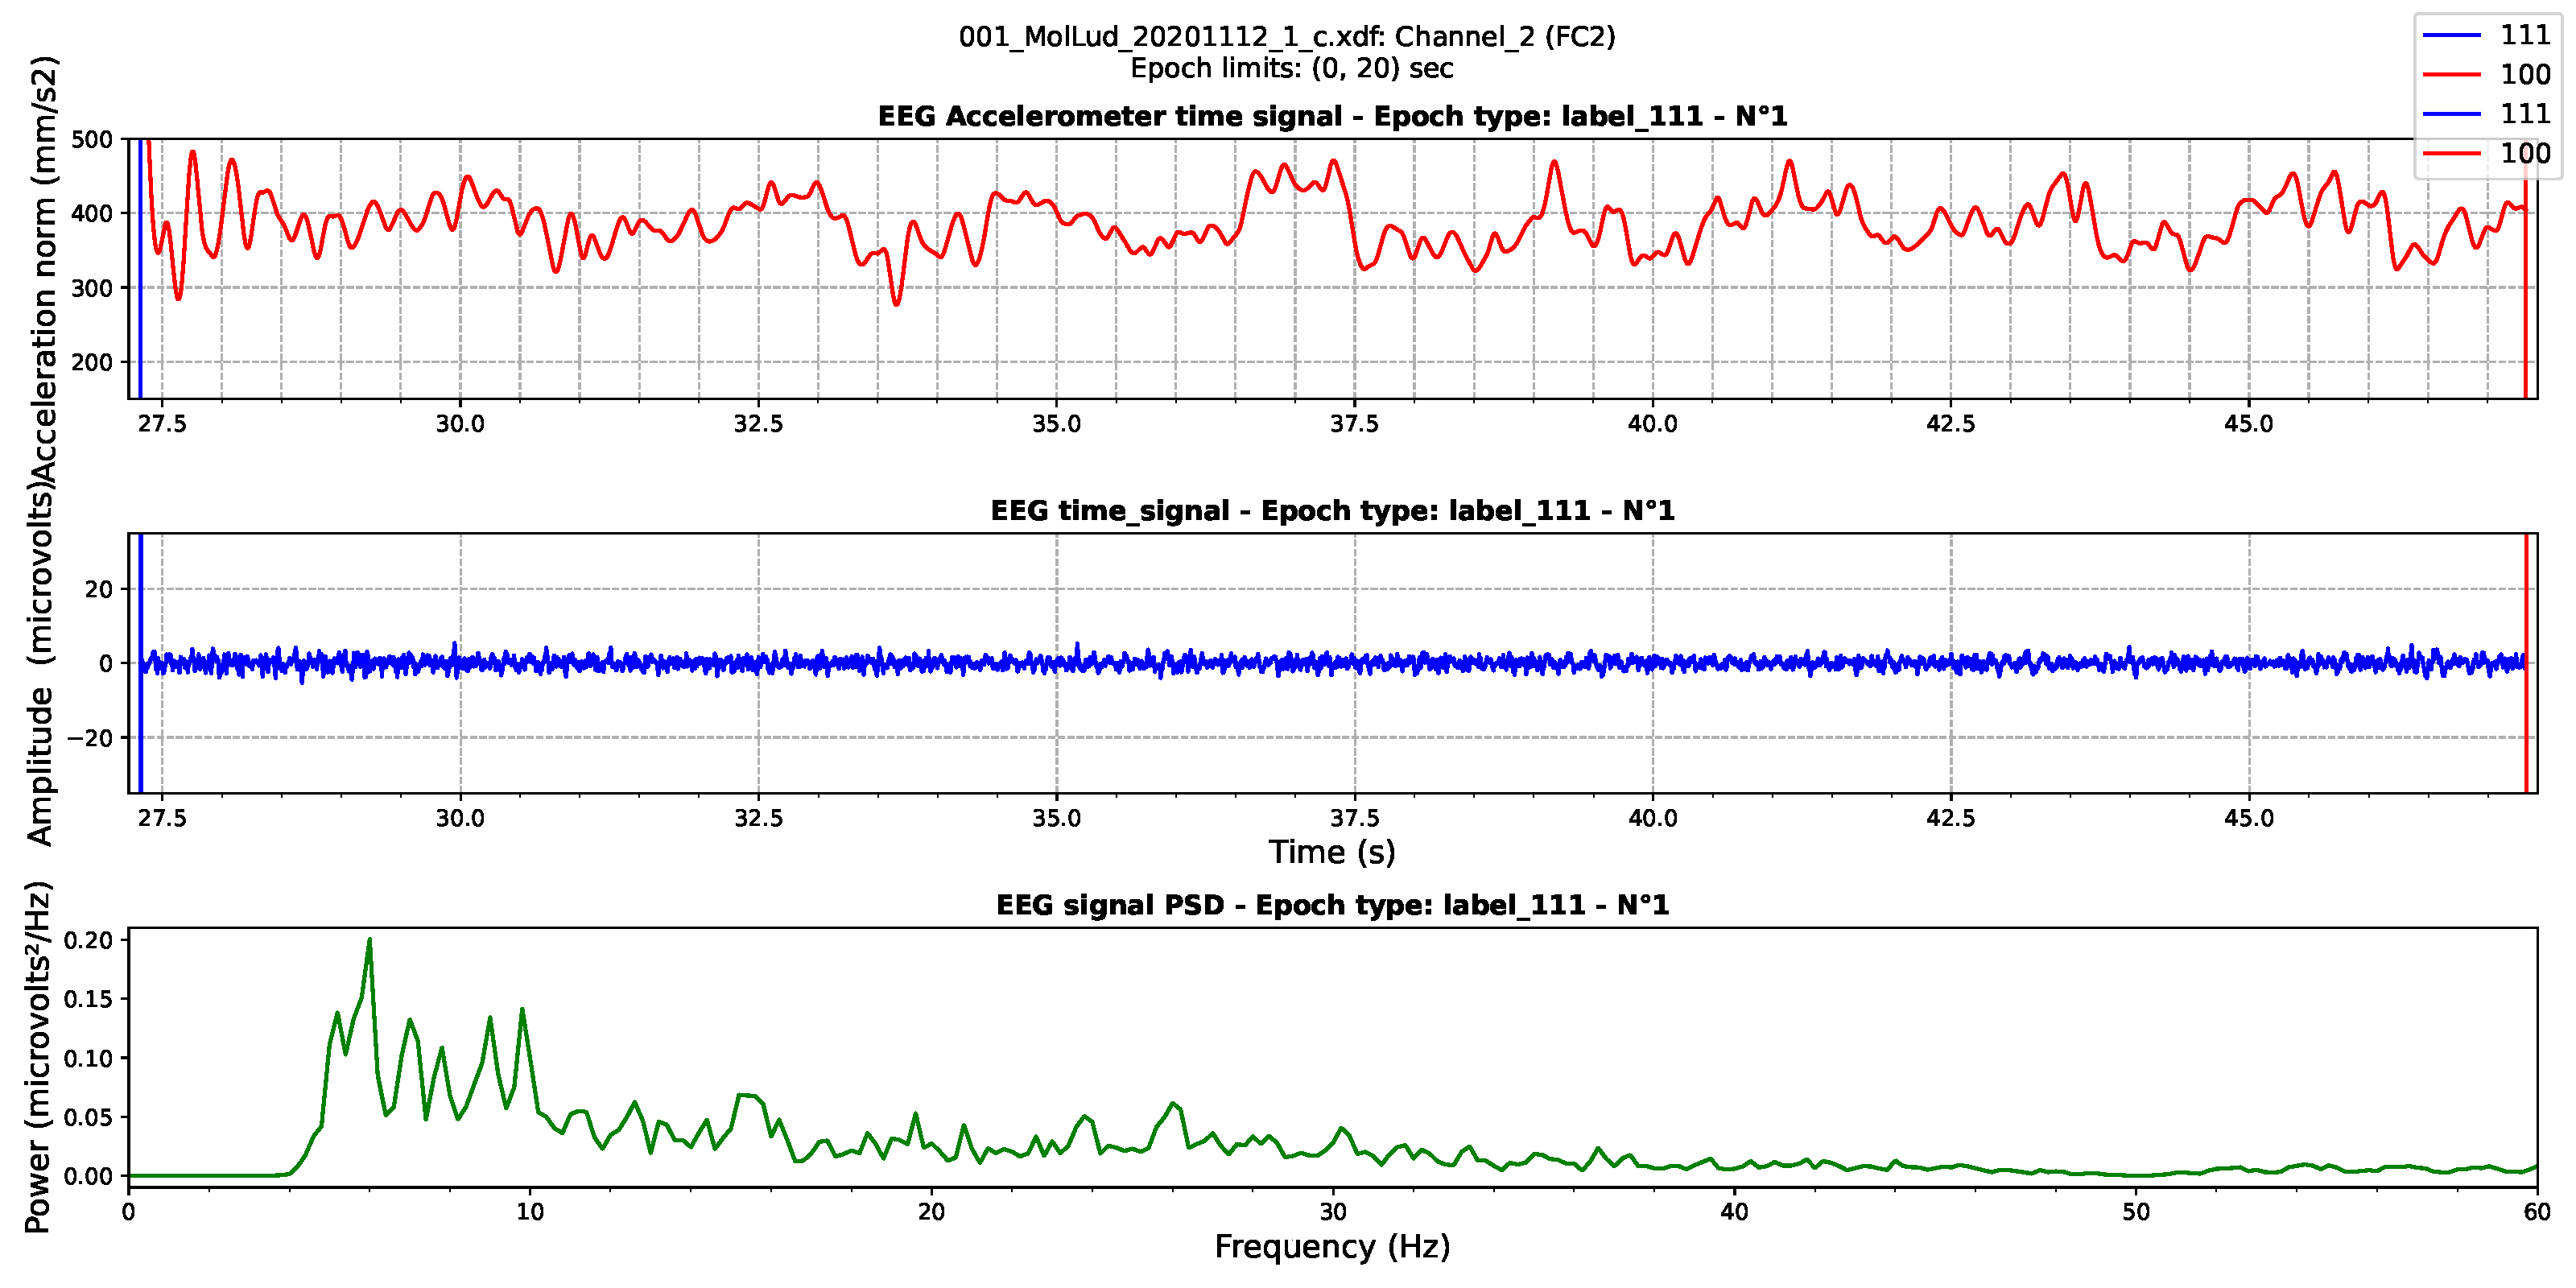 001_MolLud_20201112_1_c.xdf: Channel_2 (FC2)
Epoch limits: (0, 20) sec
111
100
111
100
EEG Accelerometer time signal - Epoch type: label_111 - N°1
Acceleration norm (mm/s2)
500
400
300
200
27.5 30.0 32.5 35.0 37.5 40.0 42.5 45.0
EEG time_signal - Epoch type: label_111 - N°1
Amplitude (microvolts)
20
0
−20
27.5 30.0 32.5 35.0 37.5 40.0 42.5 45.0
Time (s)
EEG signal PSD - Epoch type: label_111 - N°1
Power (microvolts²/Hz)
0.20
0.15
0.10
0.05
0.00
0 10 20 30 40 50 60
Frequency (Hz)